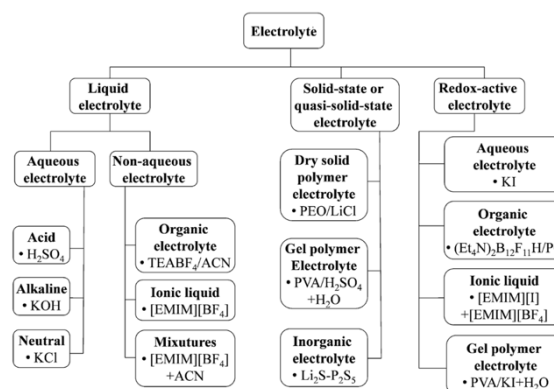 Electrolyte
Liquid
electrolyte
Solid-state or
quasi-solid-state
electrolyte
Redox-active
electrolyte
Aqueous
electrolyte
Non-aqueous
electrolyte
Acid
• H₂SO₄
Alkaline
• KOH
Neutral
• KCl
Organic
electrolyte
• TEABF₄/ACN
Ionic liquid
• [EMIM][BF₄]
Mixutures
• [EMIM][BF₄]
+ACN
Dry solid
polymer
electrolyte
• PEO/LiCl
Gel polymer
Electrolyte
• PVA/H₂SO₄
+H₂O
Inorganic
electrolyte
• Li₂S-P₂S₅
Aqueous
electrolyte
• KI
Organic
electrolyte
• (Et₄N)₂B₁₂F₁₁H/P
Ionic liquid
• [EMIM][I]
+[EMIM][BF₄]
Gel polymer
electrolyte
• PVA/KI+H₂O